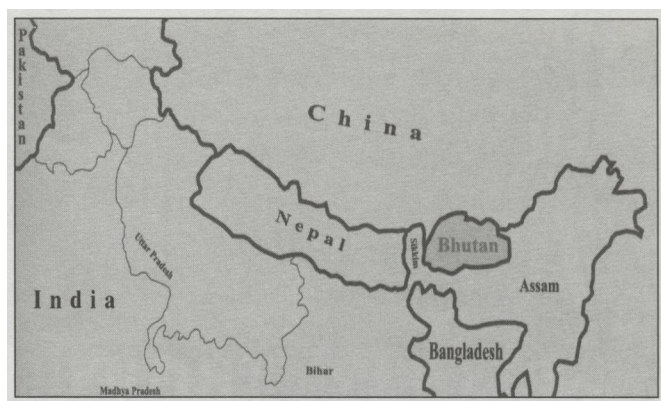 Pakistan
China
Nepal
Sikkim
Bhutan
Uttar Pradesh
Assam
India
Bangladesh
Bihar
Madhya Pradesh